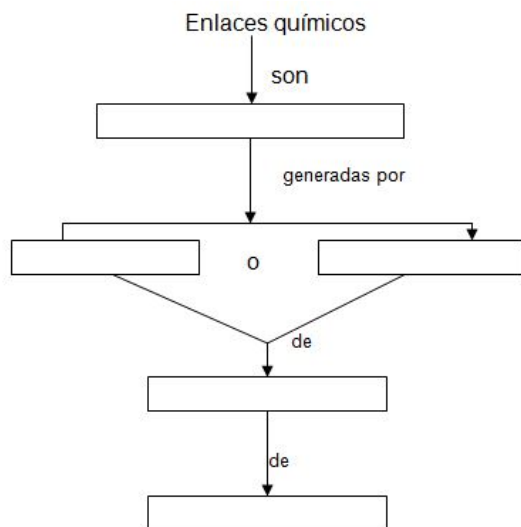 Enlaces químicos
son
generadas por
o
de
de